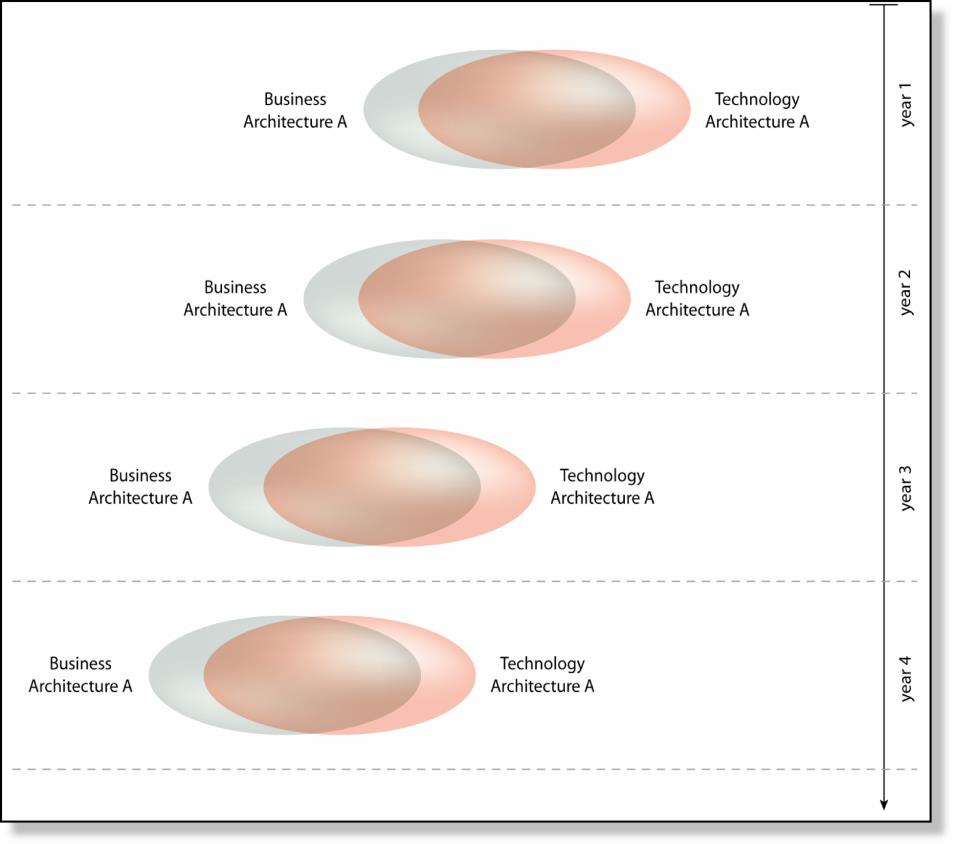 Business
Architecture A
Technology
Architecture A
year 1
Business
Architecture A
Technology
Architecture A
year 2
Business
Architecture A
Technology
Architecture A
year 3
Business
Architecture A
Technology
Architecture A
year 4